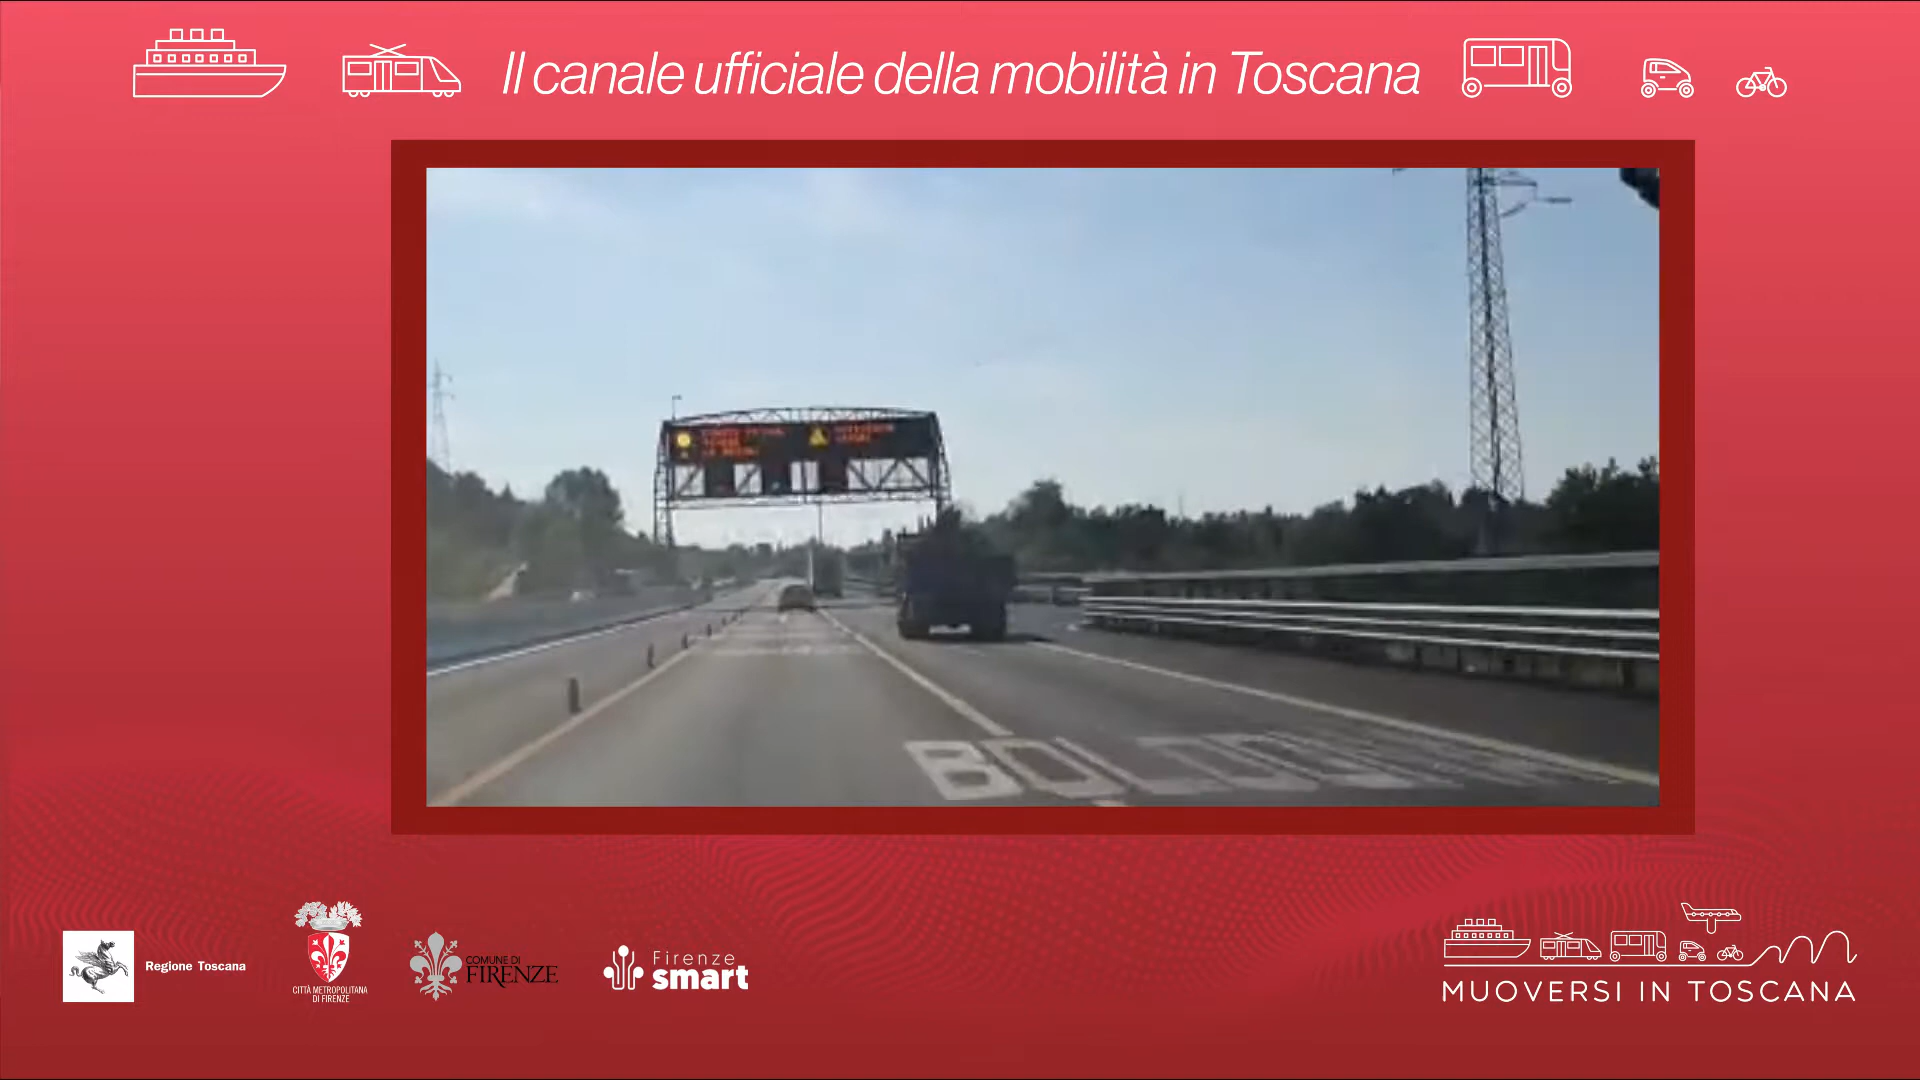 Il canale ufficiale della mobilità in Toscana
BOLOGNA
Regione Toscana
CITTÀ METROPOLITANA
DI FIRENZE
COMUNE DI
FIRENZE
Firenze
smart
MUOVERSI IN TOSCANA